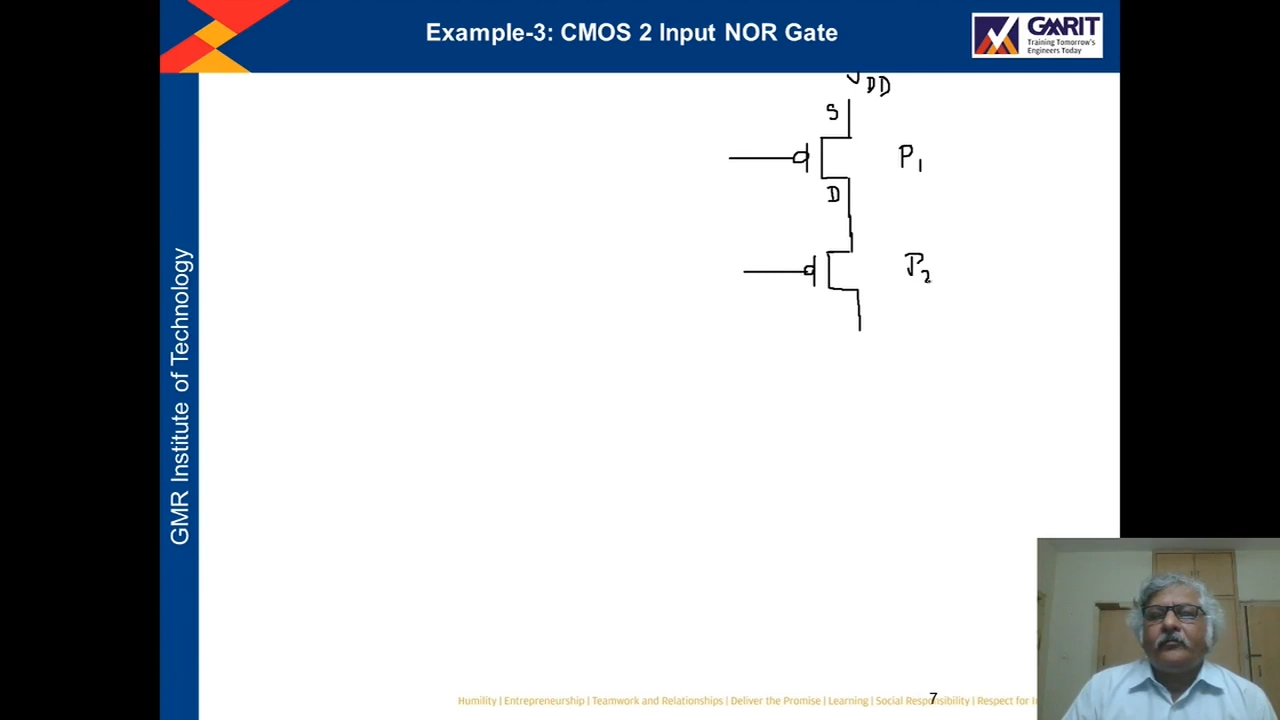 Example-3: CMOS 2 Input NOR Gate
GMRIT
Training Tomorrow's
Engineers Today
VDD
S
P1
D
P2
GMR Institute of Technology
Humility | Entrepreneurship | Teamwork and Relationships | Deliver the Promise | Learning | Social Responsibility | Respect for
7